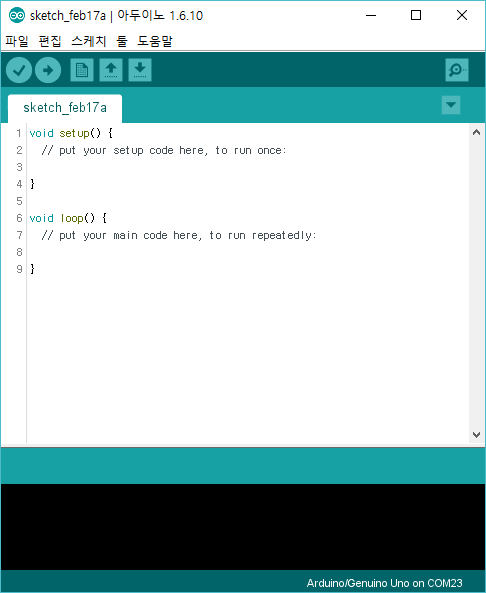 sketch_feb17a | 아두이노 1.6.10
파일 편집 스케치 툴 도움말
sketch_feb17a
1 void setup() {
2 // put your setup code here, to run once:
3
4 }
5
6 void loop() {
7 // put your main code here, to run repeatedly:
8
9 }
Arduino/Genuino Uno on COM23